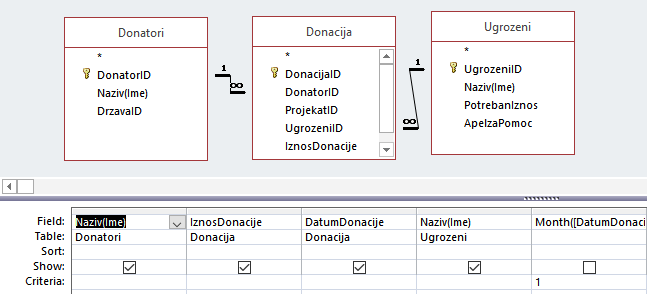 Donatori
*
DonatorID
Naziv(Ime)
DrzavaID
1
∞
Donacija
*
DonacijaID
DonatorID
ProjekatID
UgrozeniID
IznosDonacije
1
∞
Ugrozeni
*
UgrozeniID
Naziv(Ime)
PotrebanIznos
ApelzaPomoc
Field: Naziv(Ime) IznosDonacije DatumDonacije Naziv(Ime) Month([DatumDonaci
Table: Donatori Donacija Donacija Ugrozeni
Sort:
Show:
Criteria: 1